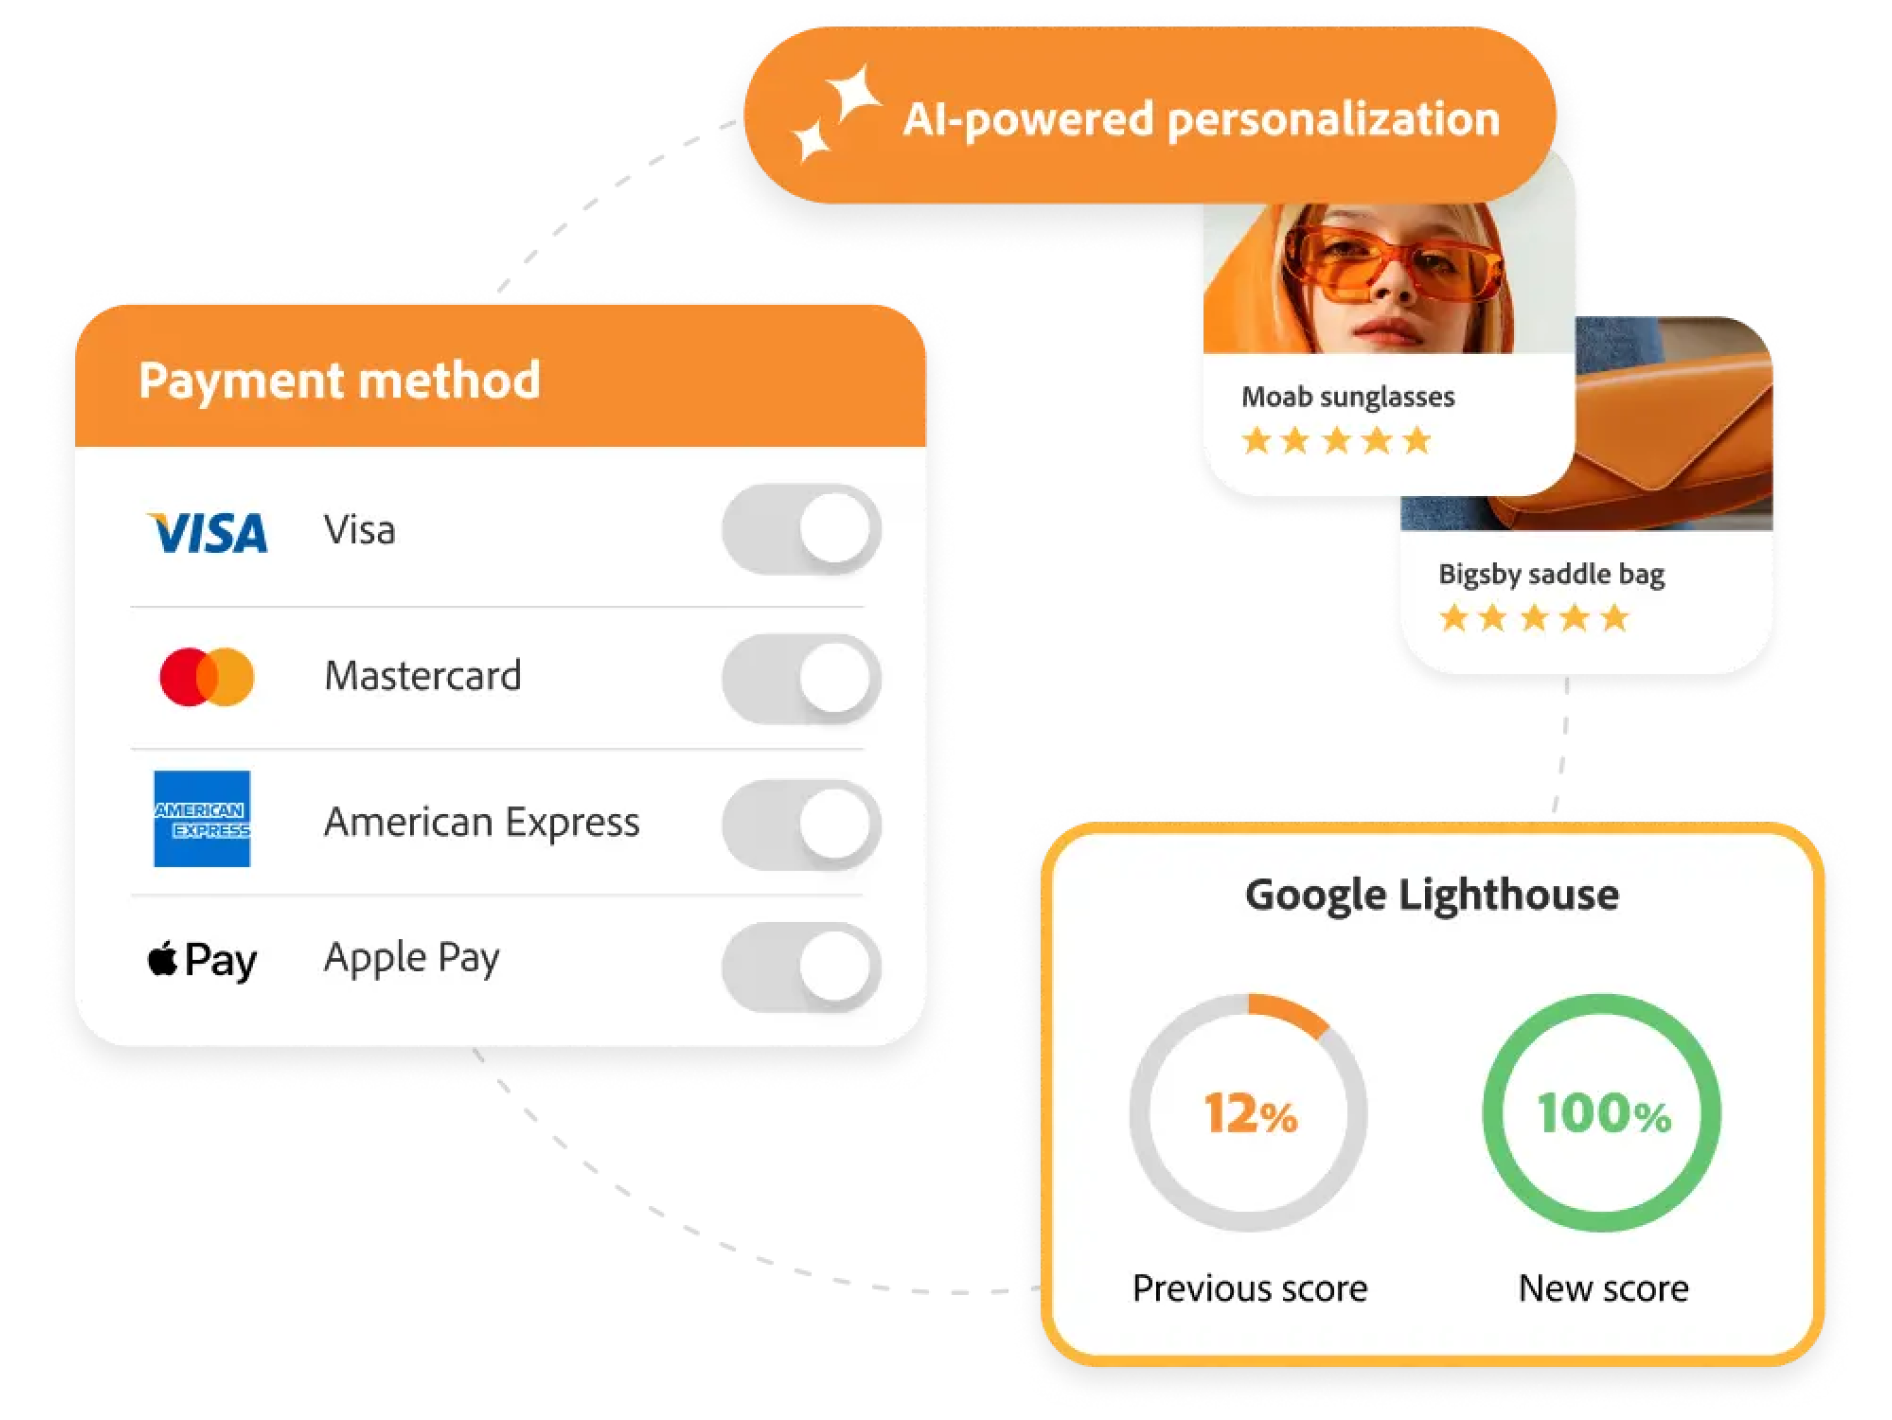 AI-powered personalization
Moab sunglasses
Bigsby saddle bag
Payment method
VISA Visa
Mastercard
AMERICAN
EXPRESS
American Express
Pay Apple Pay
Google Lighthouse
12% 100%
Previous score New score